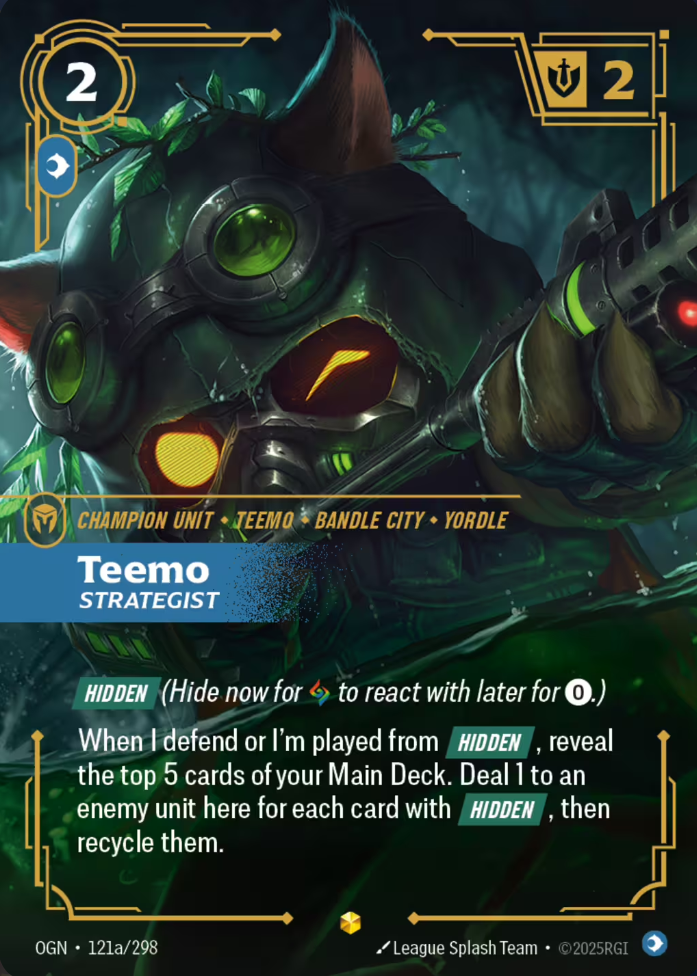 2
2
CHAMPION UNIT • TEEMO • BANDLE CITY • YORDLE
Teemo
STRATEGIST
HIDDEN (Hide now for to react with later for 0.)
When I defend or I'm played from HIDDEN, reveal
the top 5 cards of your Main Deck. Deal 1 to an
enemy unit here for each card with HIDDEN, then
recycle them.
OGN • 121a/298
League Splash Team • ©2025RGI